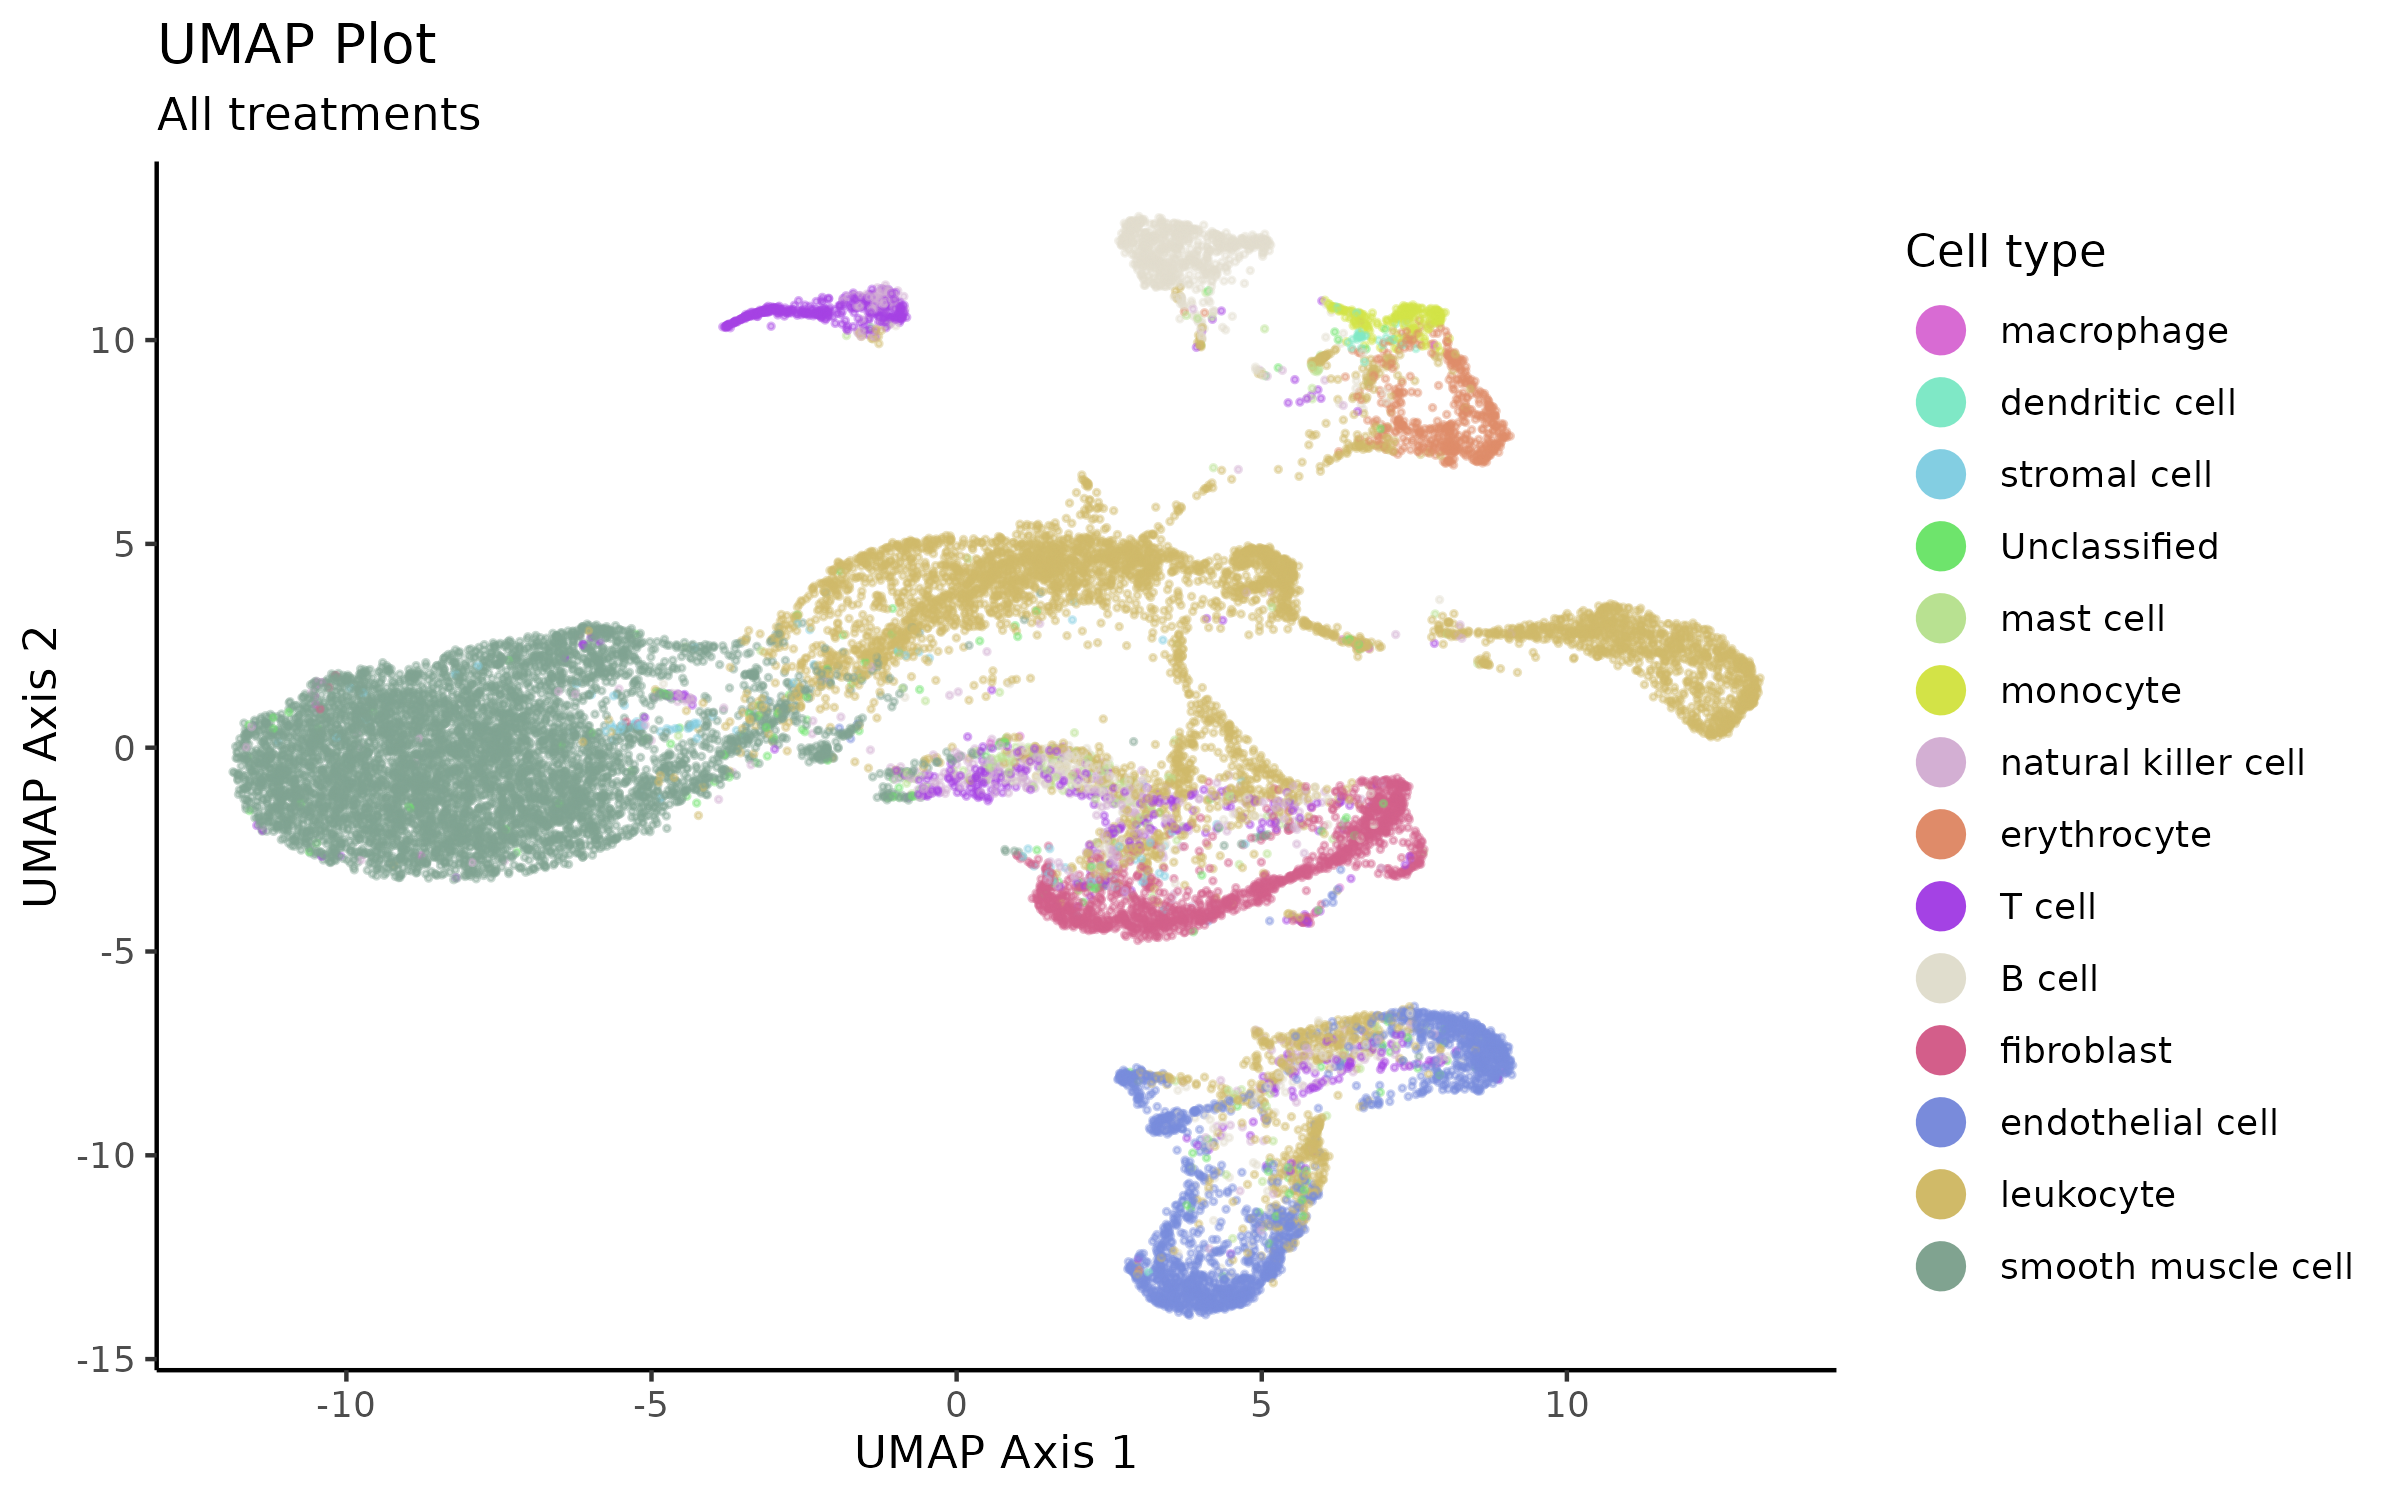 UMAP Plot
All treatments
UMAP Axis 2
10
5
0
-5
-10
-15
-10
-5
0
5
10
UMAP Axis 1
Cell type
macrophage
dendritic cell
stromal cell
Unclassified
mast cell
monocyte
natural killer cell
erythrocyte
T cell
B cell
fibroblast
endothelial cell
leukocyte
smooth muscle cell